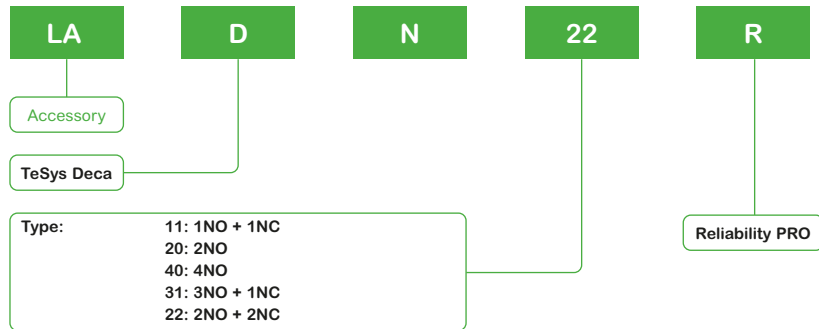 LA D N 22 R
Accessory
TeSys Deca
Type: 11: 1NO + 1NC
20: 2NO
40: 4NO
31: 3NO + 1NC
22: 2NO + 2NC
Reliability PRO